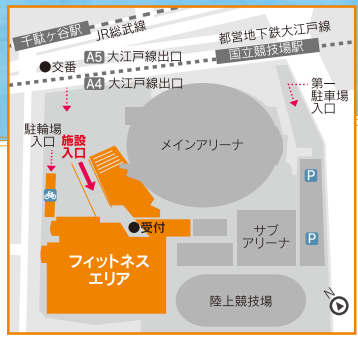 千駄ヶ谷駅
JR総武線
都営地下鉄大江戸線
国立競技場駅
交番
A5 大江戸線出口
A4 大江戸線出口
第一
駐車場
入口
駐輪場
入口
施設
入口
メインアリーナ
P
受付
サブ
アリーナ
P
フィットネス
エリア
陸上競技場
N